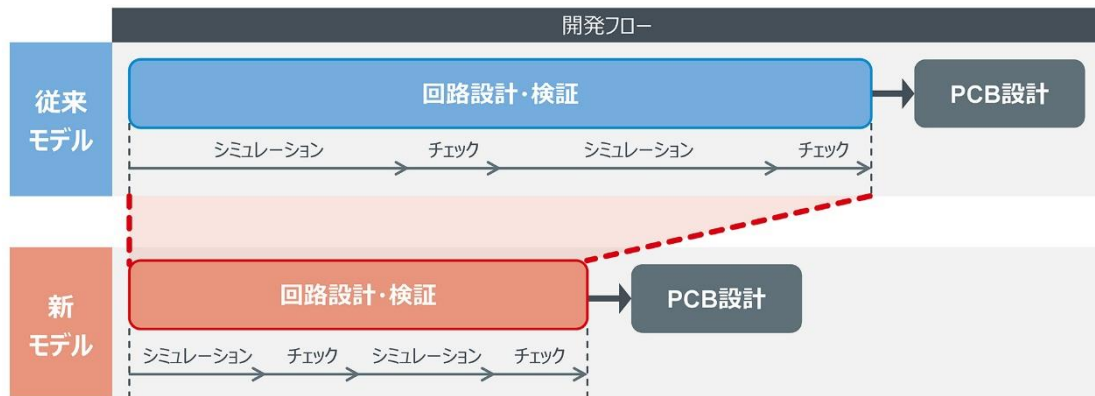 開発フロー
従来
モデル
回路設計・検証
PCB設計
シミュレーション
チェック
シミュレーション
チェック
新
モデル
回路設計・検証
PCB設計
シミュレーション
チェック
シミュレーション
チェック